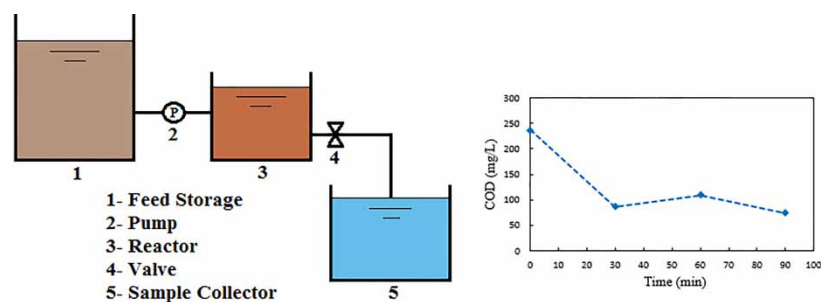 P
1
2
3
4
5
1- Feed Storage
2- Pump
3- Reactor
4- Valve
5- Sample Collector
COD (mg/L)
300
250
200
150
100
50
0
0 10 20 30 40 50 60 70 80 90 100
Time (min)